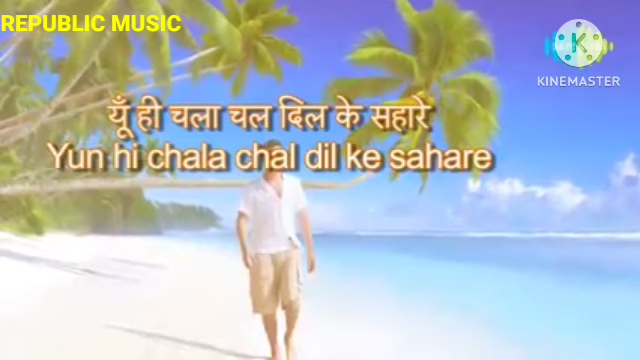 REPUBLIC MUSIC
KINEMASTER
यूँ ही चला चल दिल के सहारे
Yun hi chala chal dil ke sahare